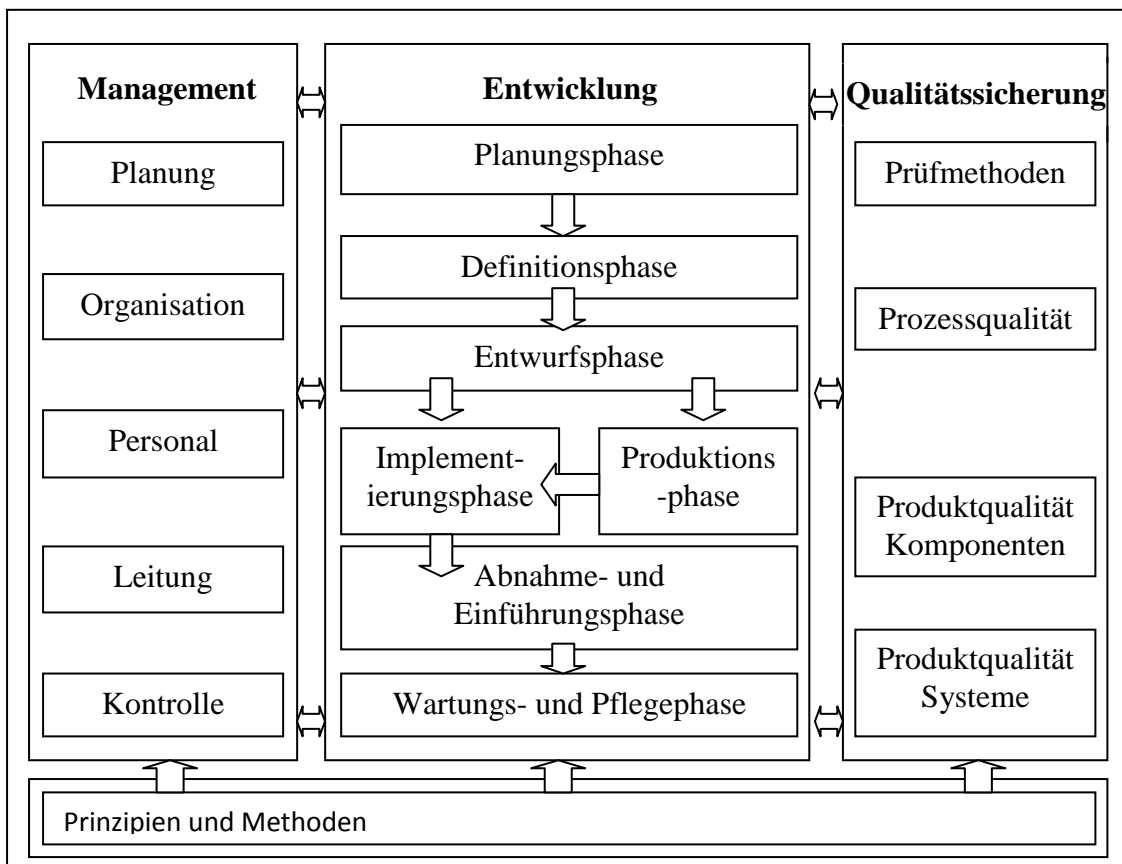 Management
Planung
Organisation
Personal
Leitung
Kontrolle
Entwicklung
Planungsphase
Definitionsphase
Entwurfsphase
Implement-
ierungsphase
Produktions
-phase
Abnahme- und
Einführungsphase
Wartungs- und Pflegephase
Qualitätssicherung
Prüfmethoden
Prozessqualität
Produktqualität
Komponenten
Produktqualität
Systeme
Prinzipien und Methoden